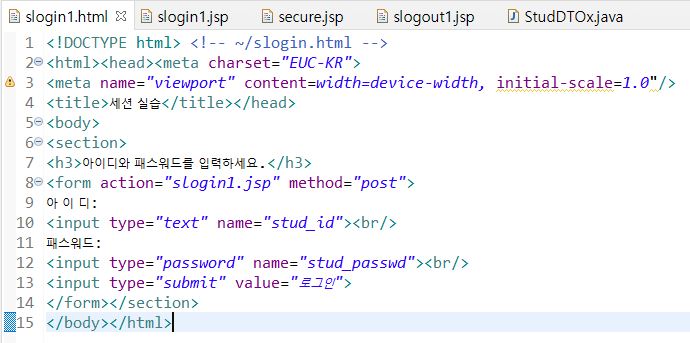 slogin1.html slogin1.jsp secure.jsp slogout1.jsp StudDTOx.java
1 <!DOCTYPE html> <!-- ~/slogin.html -->
2 <html><head><meta charset="EUC-KR">
3 <meta name="viewport" content=width=device-width, initial-scale=1.0"/>
4 <title>세션 실습</title></head>
5 <body>
6 <section>
7 <h3>아이디와 패스워드를 입력하세요.</h3>
8 <form action="slogin1.jsp" method="post">
9 아 이 디:
10 <input type="text" name="stud_id"><br/>
11 패스워드:
12 <input type="password" name="stud_passwd"><br/>
13 <input type="submit" value="로그인">
14 </form></section>
15 </body></html>